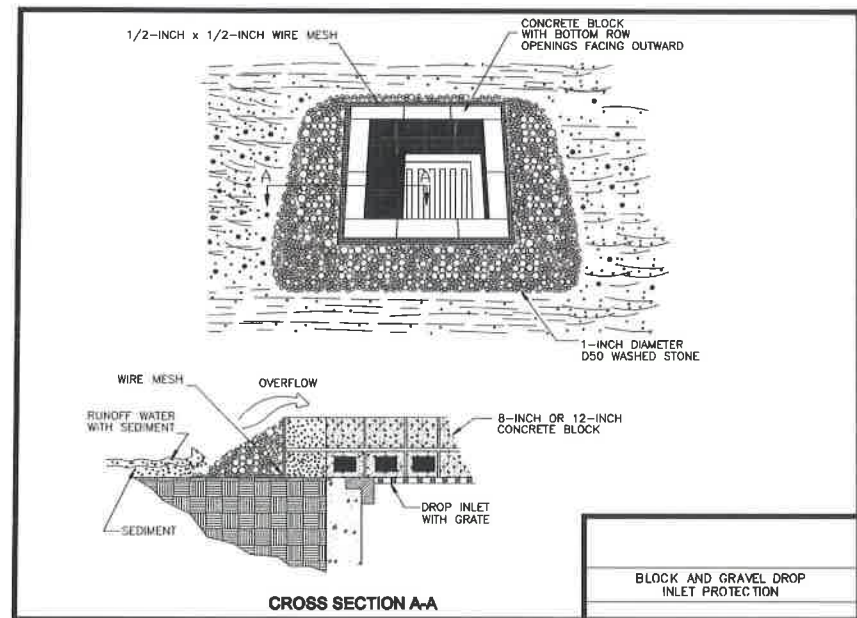 1/2-INCH x 1/2-INCH WIRE MESH
CONCRETE BLOCK
WITH BOTTOM ROW
OPENINGS FACING OUTWARD
A
A
1-INCH DIAMETER
D50 WASHED STONE
WIRE MESH
OVERFLOW
RUNOFF WATER
WITH SEDIMENT
8-INCH OR 12-INCH
CONCRETE BLOCK
SEDIMENT
DROP INLET
WITH GRATE
CROSS SECTION A-A
BLOCK AND GRAVEL DROP
INLET PROTECTION